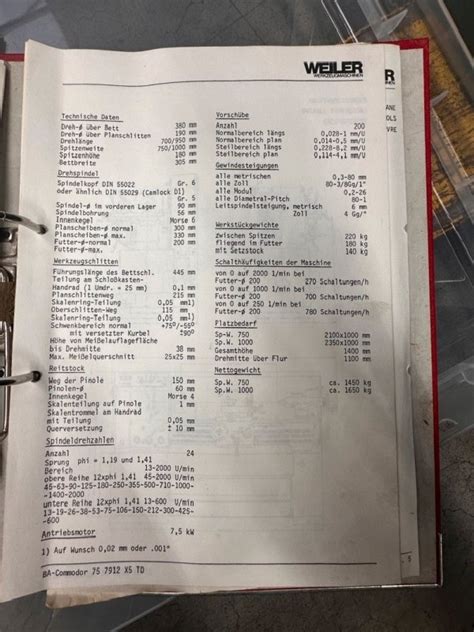 WEILER
WERKZEUGMASCHINEN
Technische Daten
Dreh-ø über Bett 380 mm
Dreh-ø über Planschlitten 190 mm
Drehlänge 700/950 mm
Spitzenweite 750/1000 mm
Spitzenhöhe 180 mm
Bettbreite 305 mm
Drehspindel
Spindelkopf DIN 55022 Gr. 6
oder ähnlich DIN 55029 (Camlock D1) Gr. 5
Spindel-ø im vorderen Lager 90 mm
Spindelbohrung 56 mm
Innenkegel Morse 6
Planscheiben-ø normal 300 mm
Planscheiben-ø max. 330 mm
Futter-ø normal 200 mm
Futter-ø max.
Werkzeugschlitten
Führungslänge des Bettschl. 445 mm
Teilung am Schloßkasten-
Handrad (1 Umdr. = 25 mm) 0,1 mm
Planschlittenweg 215 mm
Skalenring-Teilung 0,05 mm1)
Oberschlitten-Weg 115 mm
Skalenring-Teilung 0,05 mm1)
Schwenkbereich normal +75°/-55°
mit versetzter Kurbel ±90°
Höhe von Meißelauflagefläche
bis Drehmitte 38 mm
Max. Meißelquerschnitt 25x25 mm
Reitstock
Weg der Pinole 150 mm
Pinolen-ø 60 mm
Innenkegel Morse 4
Skalenteilung auf Pinole 1 mm
Skalentrommel am Handrad
mit Teilung 0,05 mm
Querversetzung ± 10 mm
Spindeldrehzahlen
Anzahl 24
Sprung phi = 1,19 und 1,41
Bereich 13-2000 U/min
obere Reihe 12xphi 1,41 45-2000 U/min
45-63-90-125-180-250-355-500-710-1000-
-1400-2000
untere Reihe 12xphi 1,41 13-600 U/min
13-19-26-38-53-75-106-150-212-300-425-
-600
Antriebsmotor 7,5 kW
1) Auf Wunsch 0,02 mm oder .001"
BA-Commodor 75 7912 X5 TD
Vorschübe
Anzahl 200
Normalbereich längs 0,028-1 mm/U
Normalbereich plan 0,014-0,5 mm/U
Steilbereich längs 0,228-8,2 mm/U
Steilbereich plan 0,114-4,1 mm/U
Gewindesteigungen
alle metrischen 0,3-80 mm
alle Zoll 80-3/8Gg/1"
alle Modul 0,2-26
alle Diametral-Pitch 80-1
Leitspindelsteigung, metrisch 6 mm
Zoll 4 Gg/"
Werkstückgewichte
zwischen Spitzen 220 kg
fliegend im Futter 180 kg
mit Setzstock 140 kg
Schalthäufigkeiten der Maschine
von 0 auf 2000 l/min bei
Futter-ø 200 270 Schaltungen/h
von 0 auf 1000 l/min bei
Futter-ø 200 700 Schaltungen/h
von 0 auf 250 l/min bei
Futter-ø 200 780 Schaltungen/h
Platzbedarf
Sp.W. 750 2100x1000 mm
Sp.W. 1000 2350x1000 mm
Gesamthöhe 1400 mm
Drehmitte über Flur 1100 mm
Nettogewicht
Sp.W. 750 ca. 1450 kg
Sp.W. 1000 ca. 1650 kg
R
ANE
OLS
VRE
5